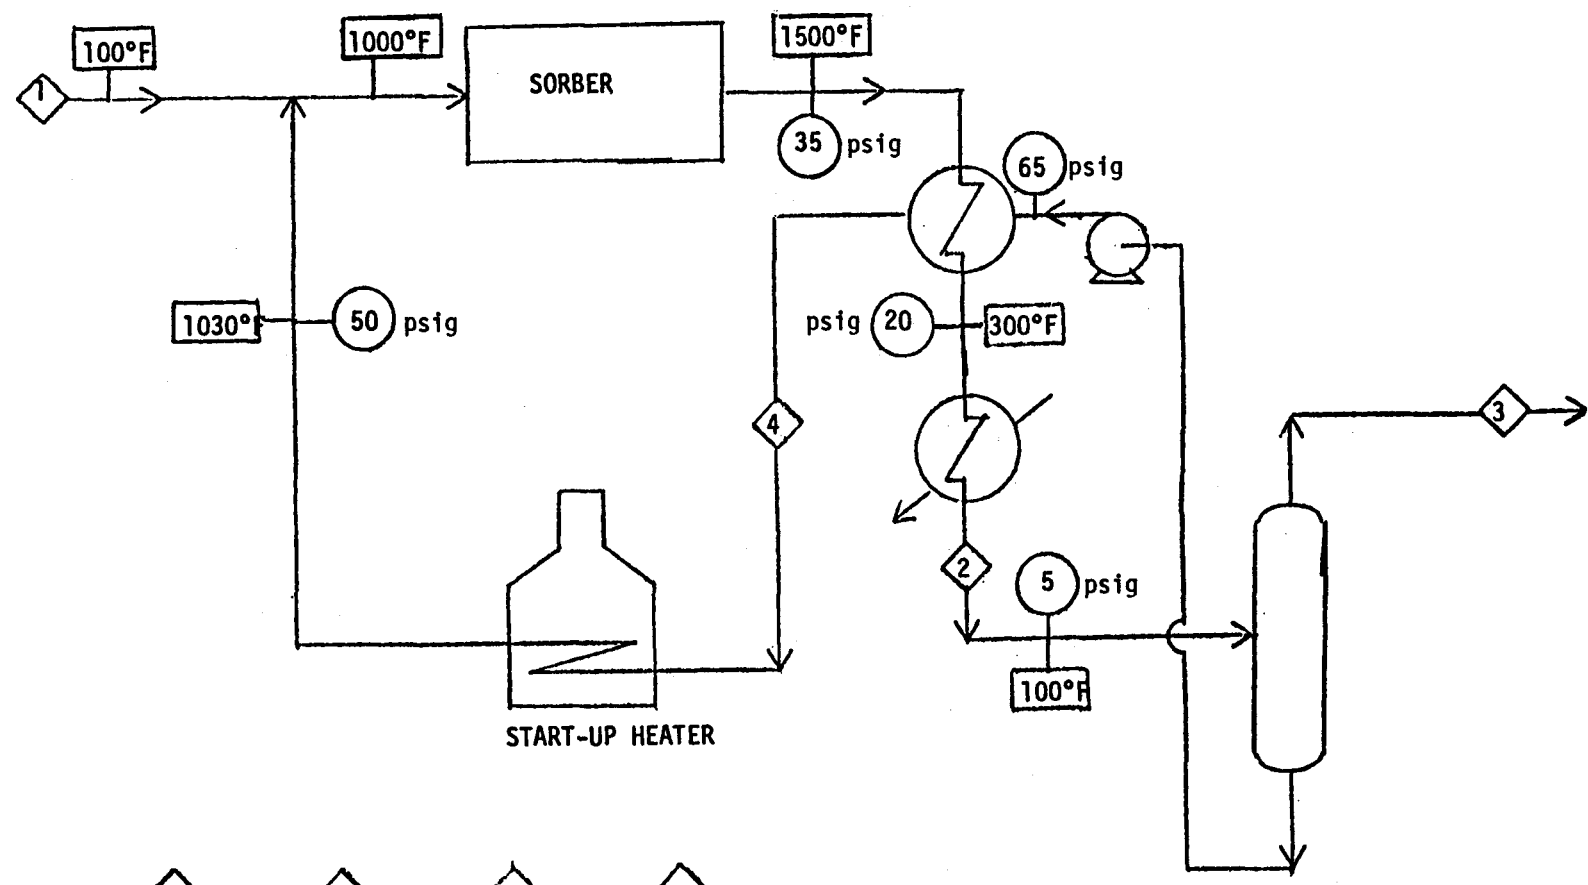 1
100°F
1000°F
SORBER
1500°F
35 psig
65 psig
1030°
50 psig
psig 20
300°F
4
3
2
5 psig
100°F
START-UP HEATER